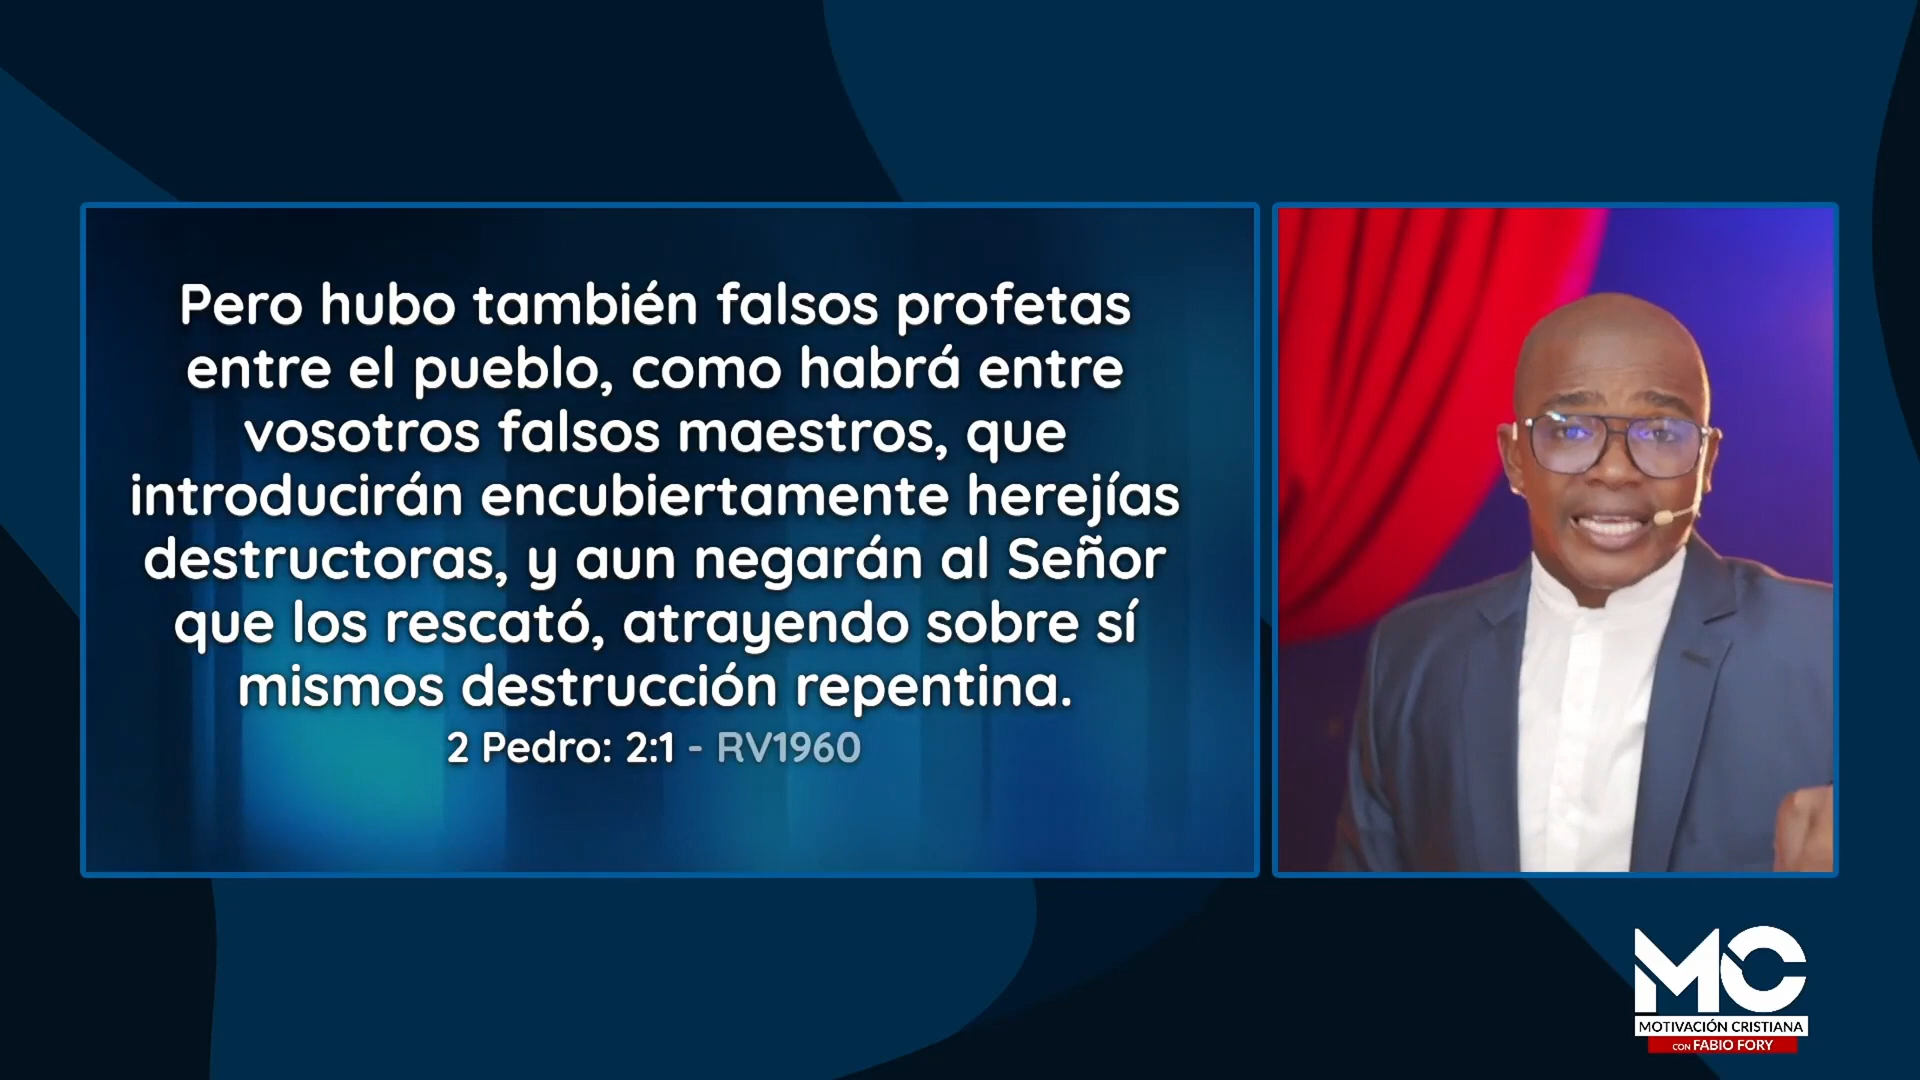 Pero hubo también falsos profetas
entre el pueblo, como habrá entre
vosotros falsos maestros, que
introducirán encubiertamente herejías
destructoras, y aun negarán al Señor
que los rescató, atrayendo sobre sí
mismos destrucción repentina.
2 Pedro: 2:1 - RV1960
MC
MOTIVACIÓN CRISTIANA
CON FABIO FORY